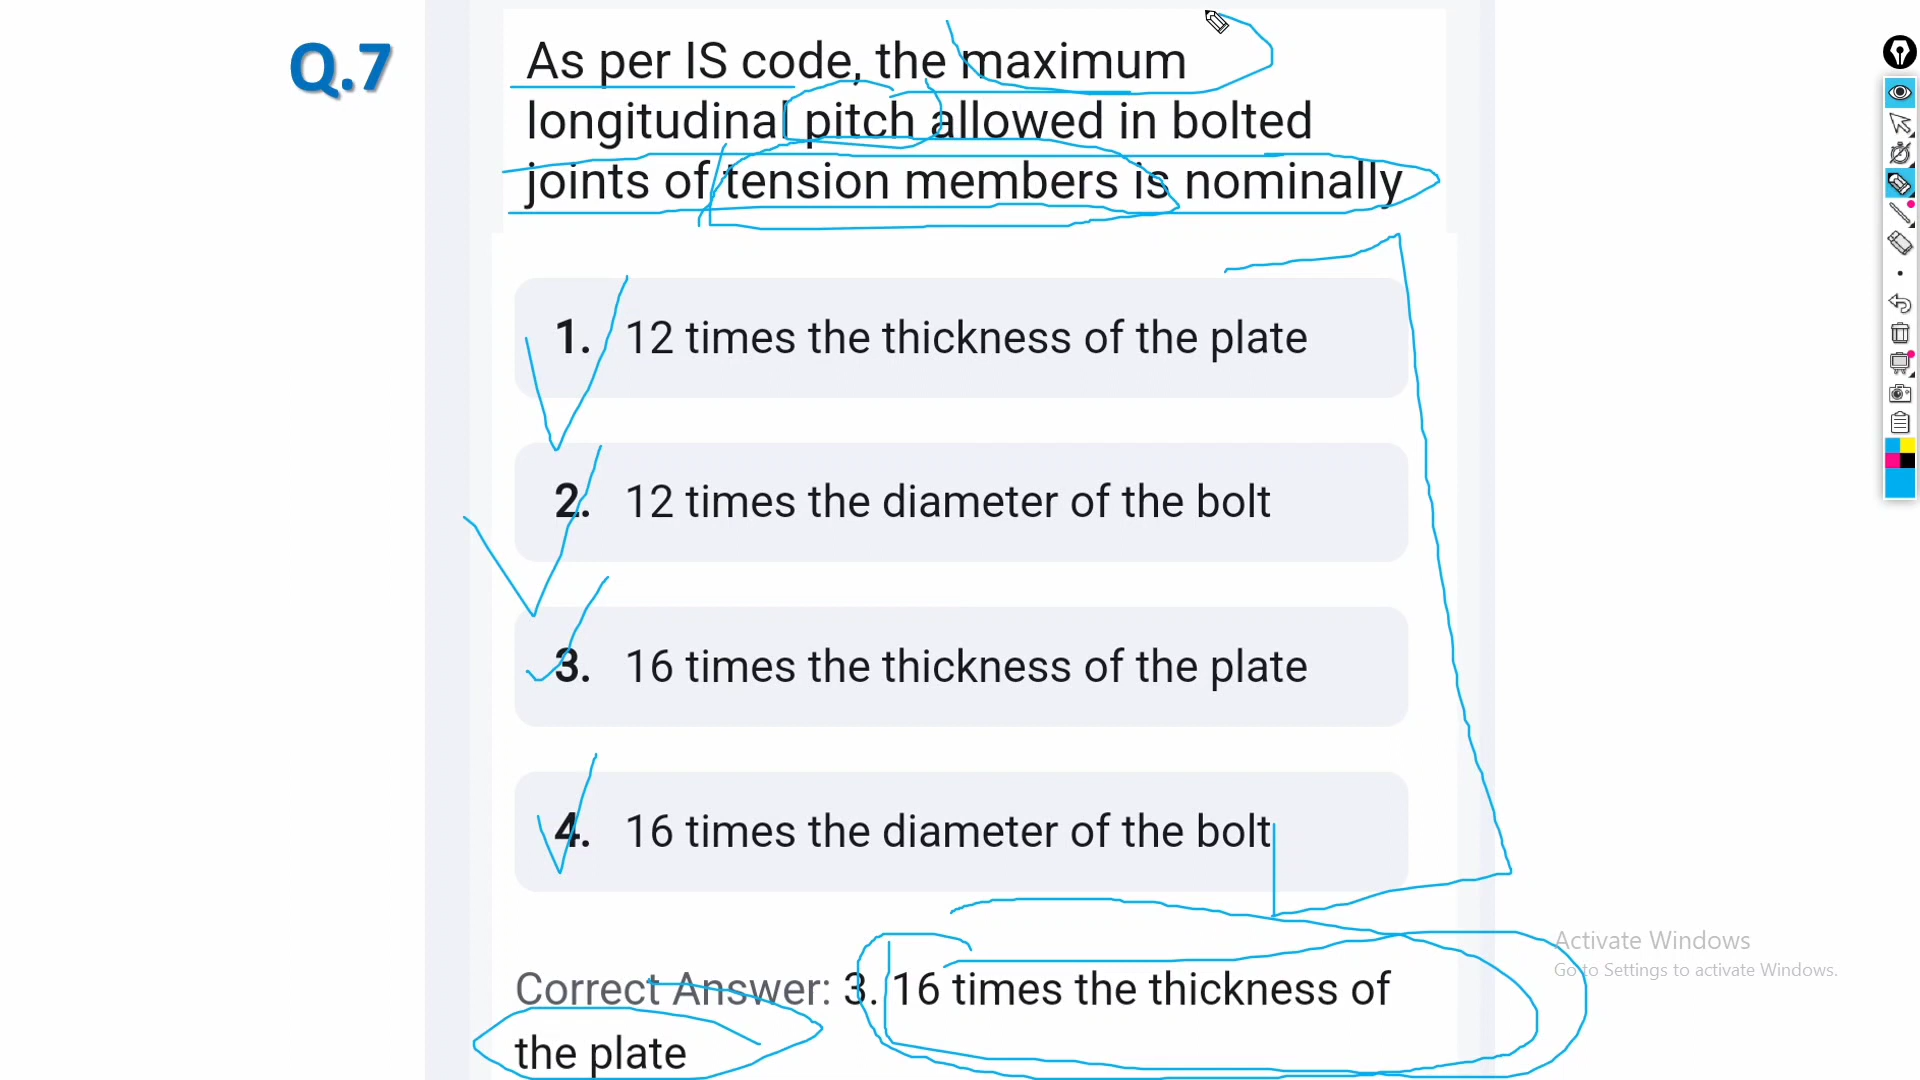 Q.7
As per IS code, the maximum
longitudinal pitch allowed in bolted
joints of tension members is nominally
1. 12 times the thickness of the plate
2. 12 times the diameter of the bolt
3. 16 times the thickness of the plate
4. 16 times the diameter of the bolt
Correct Answer: 3. 16 times the thickness of
the plate
Activate Windows
Go to Settings to activate Windows.